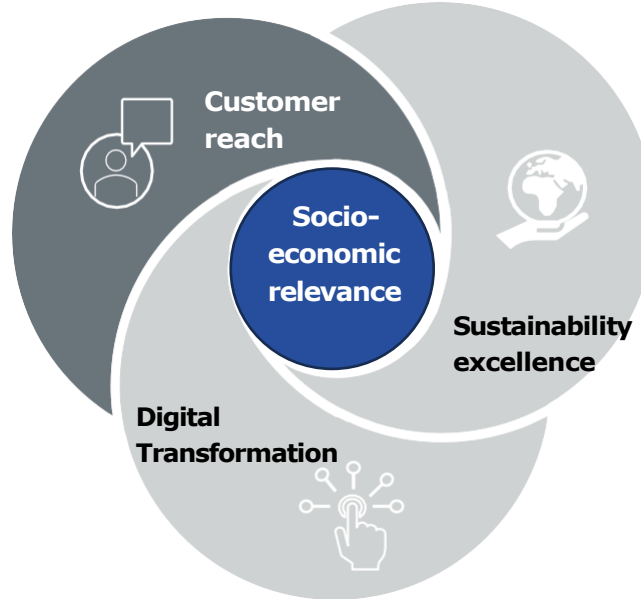 Customer
reach
Socio-
economic
relevance
Sustainability
excellence
Digital
Transformation